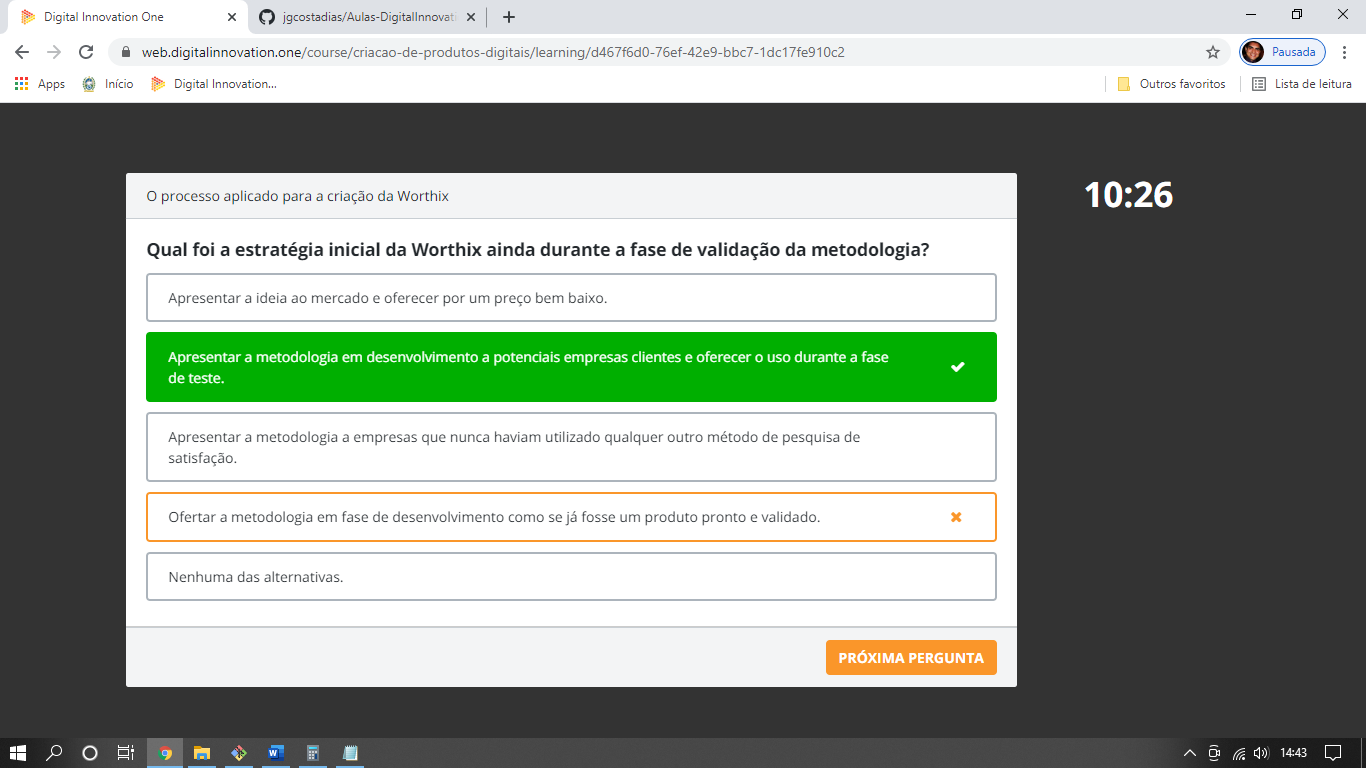 Digital Innovation One
jgcostadias/Aulas-DigitalInnovati
web.digitalinnovation.one/course/criacao-de-produtos-digitais/learning/d467f6d0-76ef-42e9-bbc7-1dc17fe910c2
Pausada
Apps
Início
Digital Innovation...
Outros favoritos
Lista de leitura
O processo aplicado para a criação da Worthix
10:26
Qual foi a estratégia inicial da Worthix ainda durante a fase de validação da metodologia?
Apresentar a ideia ao mercado e oferecer por um preço bem baixo.
Apresentar a metodologia em desenvolvimento a potenciais empresas clientes e oferecer o uso durante a fase
de teste.
Apresentar a metodologia a empresas que nunca haviam utilizado qualquer outro método de pesquisa de
satisfação.
Ofertar a metodologia em fase de desenvolvimento como se já fosse um produto pronto e validado.
Nenhuma das alternativas.
PRÓXIMA PERGUNTA
14:43